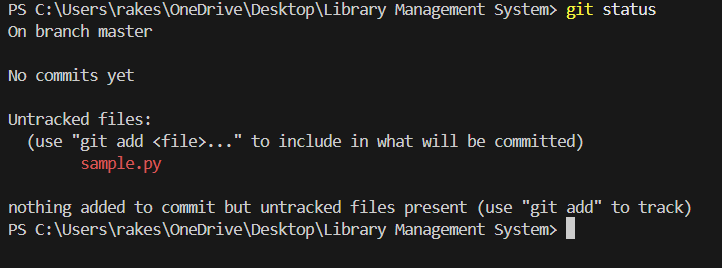 PS C:\Users\rakes\OneDrive\Desktop\Library Management System> git status
On branch master
No commits yet
Untracked files:
(use "git add <file>..." to include in what will be committed)
sample.py
nothing added to commit but untracked files present (use "git add" to track)
PS C:\Users\rakes\OneDrive\Desktop\Library Management System>